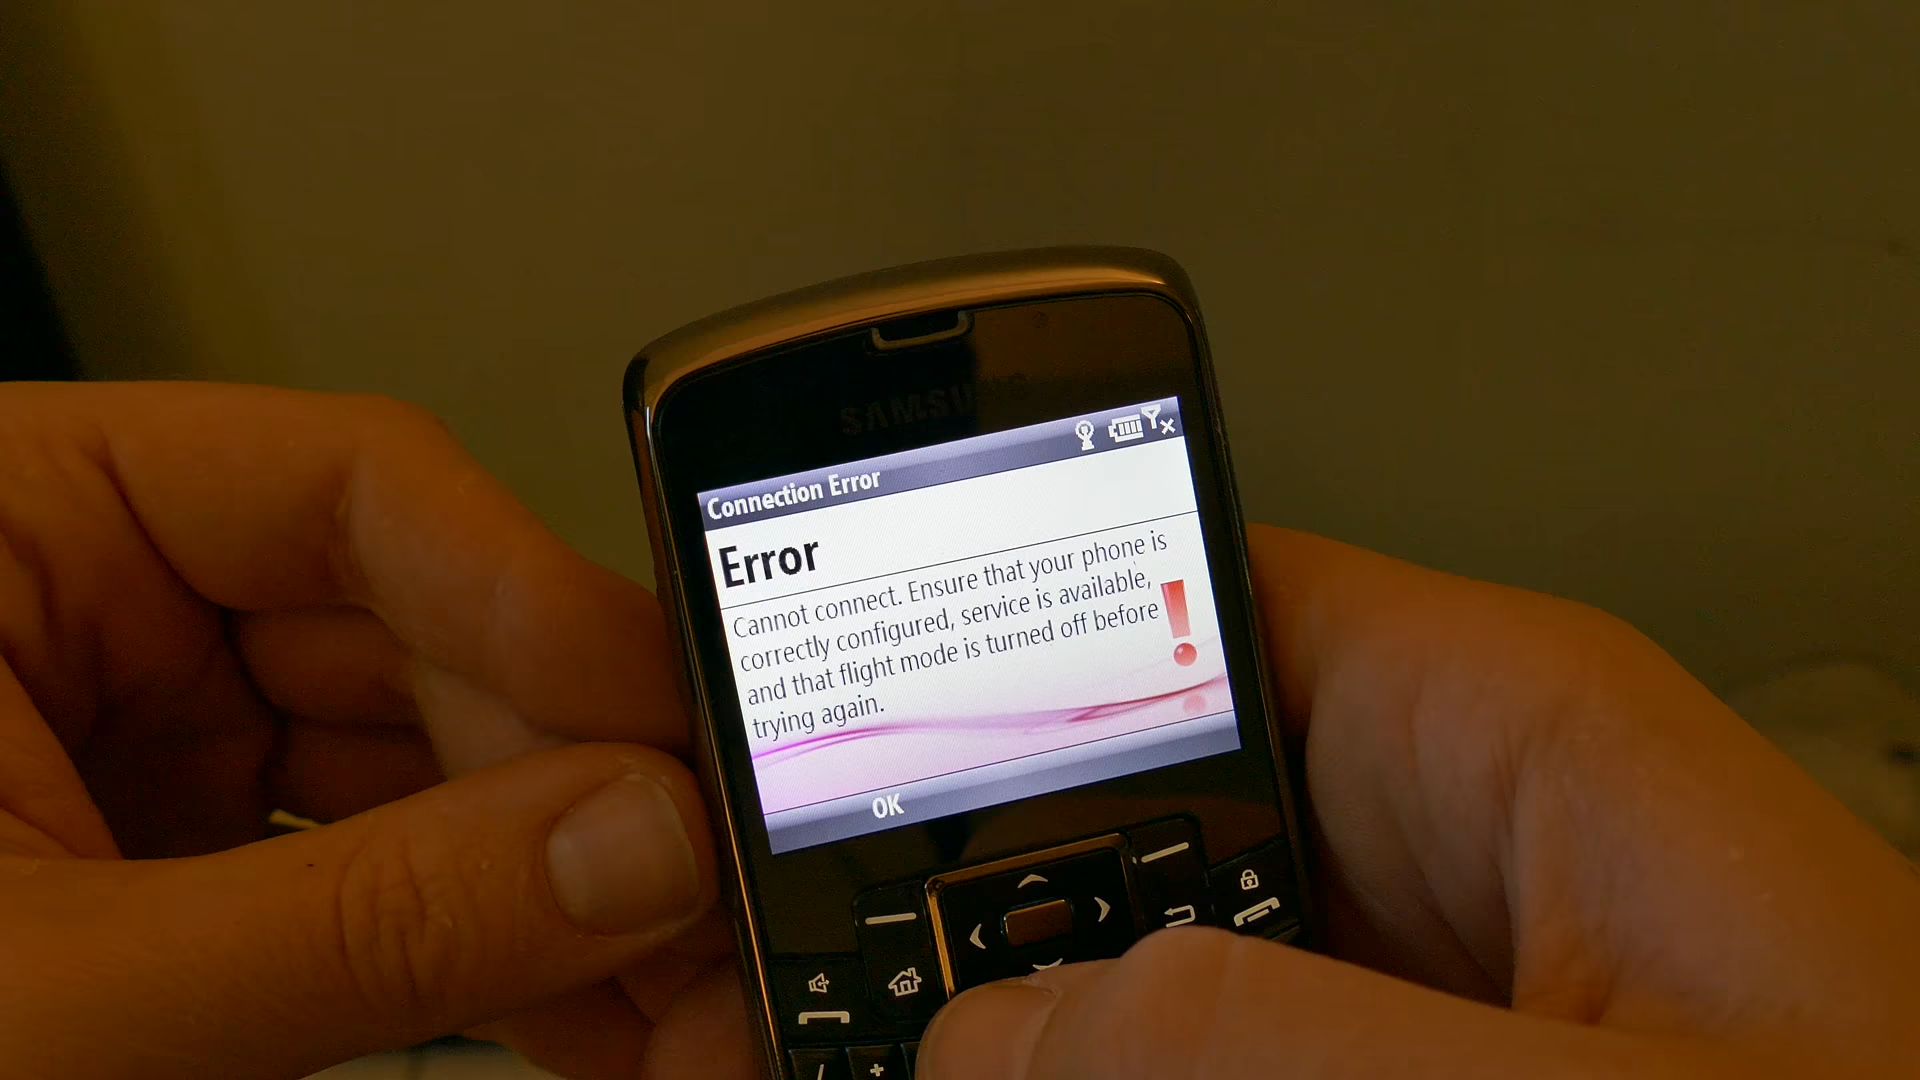 SAMSUNG
Connection Error
Error
Cannot connect. Ensure that your phone is
correctly configured, service is available,
and that flight mode is turned off before
trying again.
OK